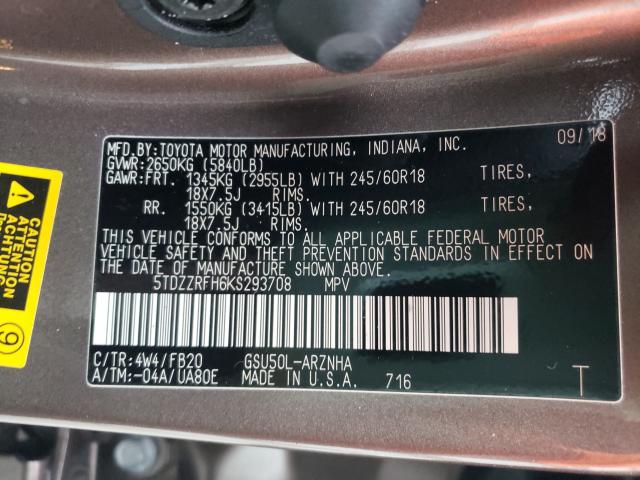 MFD.BY:TOYOTA MOTOR MANUFACTURING, INDIANA, INC. 09/18
GVWR:2650KG (5840LB)
GAWR:FRT. 1345KG (2955LB) WITH 245/60R18 TIRES,
18X7.5J RIMS.
RR. 1550KG (3415LB) WITH 245/60R18 TIRES,
18X7.5J RIMS.
THIS VEHICLE CONFORMS TO ALL APPLICABLE FEDERAL MOTOR
VEHICLE SAFETY AND THEFT PREVENTION STANDARDS IN EFFECT ON
THE DATE OF MANUFACTURE SHOWN ABOVE.
5TDZZRFH6KS293708 MPV
C/TR:4W4/FB20 GSU50L-ARZNHA
A/TM:-04A/UA80E MADE IN U.S.A. 716 T
CAUTION
ATTENTION
ACHTUNG
9